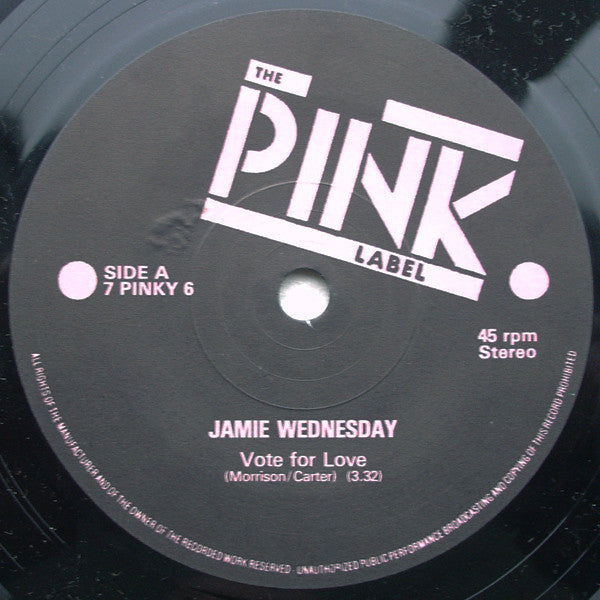 THE
PINK
LABEL
SIDE A
7 PINKY 6
45 rpm
Stereo
JAMIE WEDNESDAY
Vote for Love
(Morrison/Carter) (3.32)
ALL RIGHTS OF THE MANUFACTURER AND OF THE OWNER OF THE RECORDED WORK RESERVED - UNAUTHORIZED PUBLIC PERFORMANCE BROADCASTING AND COPYING OF THIS RECORD PROHIBITED